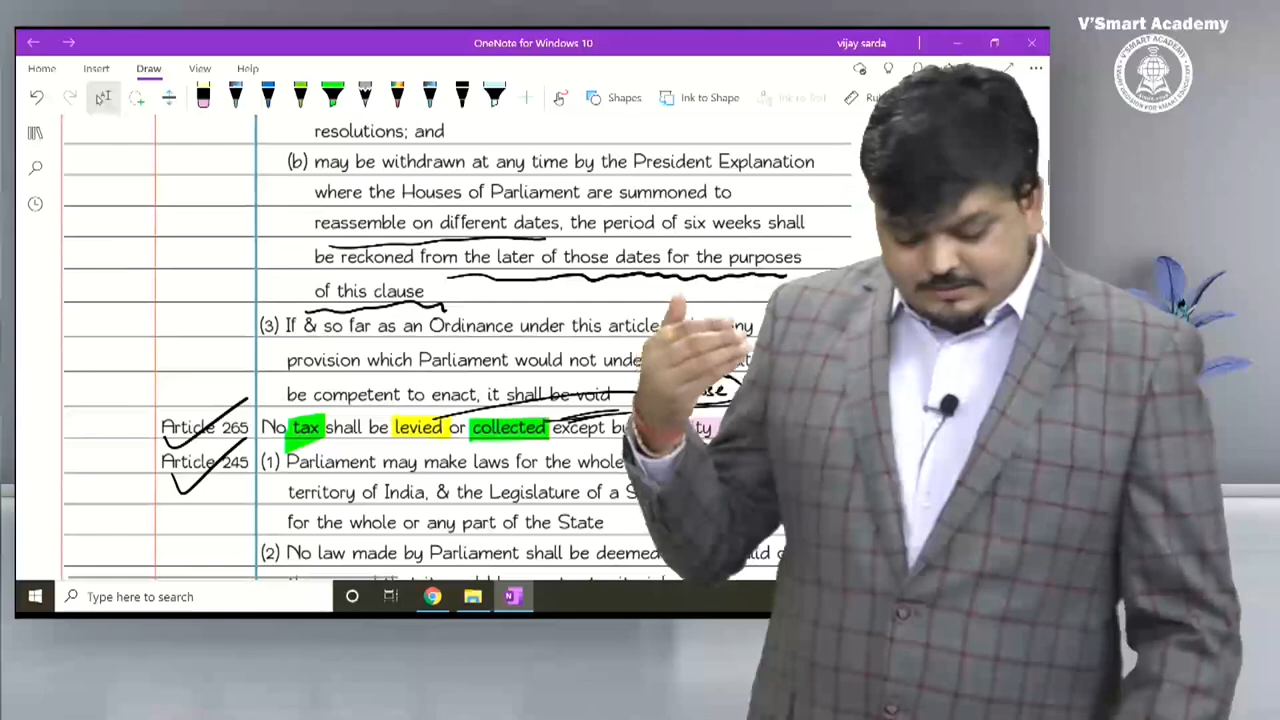 V'Smart Academy
OneNote for Windows 10
vijay sarda
Home Insert Draw View Help
Shapes Ink to Shape Ink to Text
resolutions; and
(b) may be withdrawn at any time by the President Explanation
where the Houses of Parliament are summoned to
reassemble on different dates, the period of six weeks shall
be reckoned from the later of those dates for the purposes
of this clause
(3) If & so far as an Ordinance under this article
provision which Parliament would not
be competent to enact, it shall be void
Article 265 No tax shall be levied or collected except
Article 245 (1) Parliament may make laws for the whole
territory of India, & the Legislature of a
for the whole or any part of the State
(2) No law made by Parliament shall be deemed
Type here to search